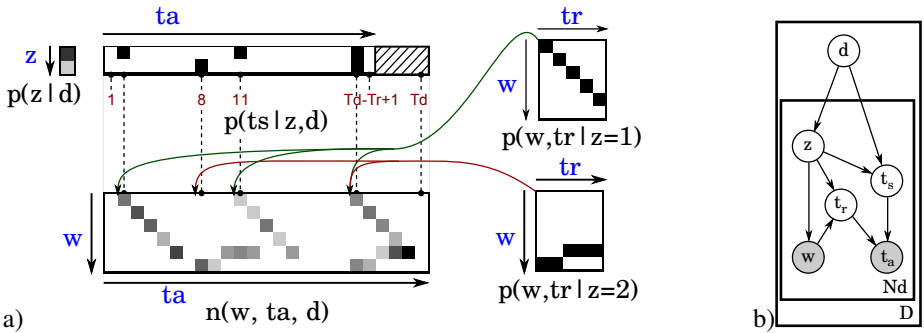 ta
z
p(z|d)
1
8
11
Td-Tr+1
Td
p(ts|z,d)
tr
w
p(w,tr|z=1)
tr
w
p(w,tr|z=2)
w
ta
n(w, ta, d)
a)
d
z
ts
tr
w
ta
Nd
D
b)